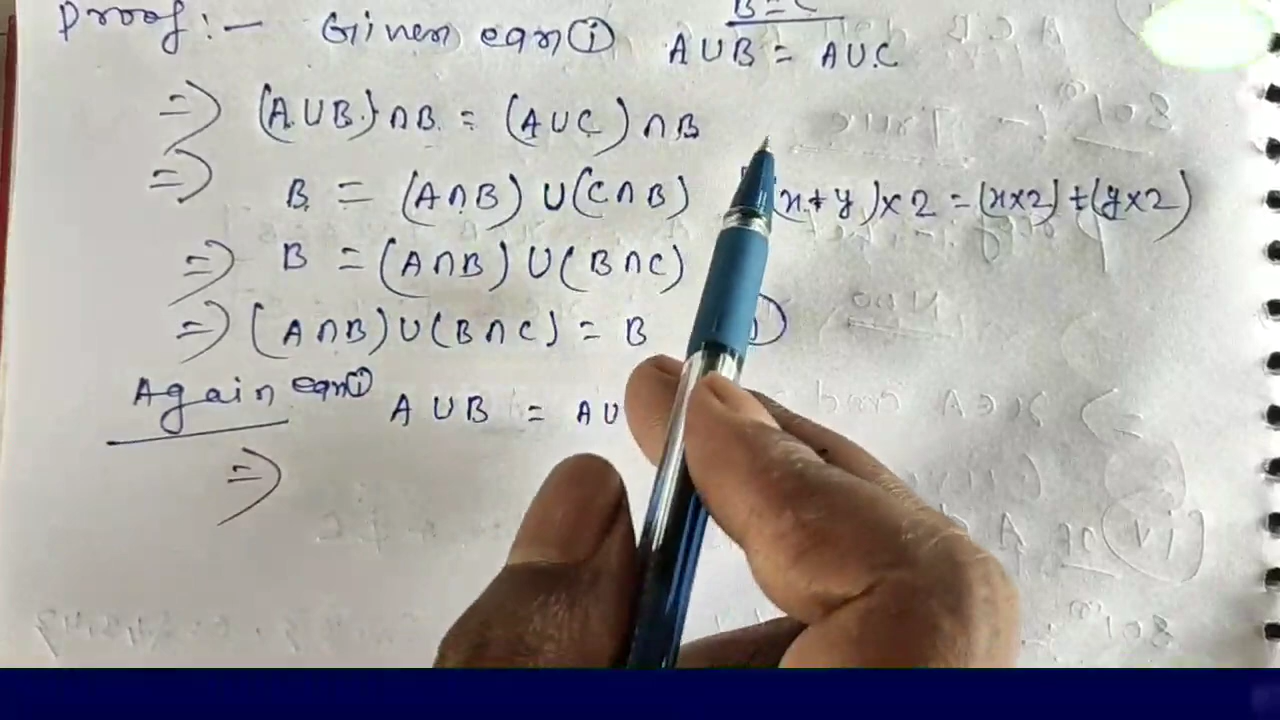 B = C
Proof :- Given eqn (i) A ∪ B = A ∪ C
=> (A ∪ B) ∩ B = (A ∪ C) ∩ B
=> B = (A ∩ B) ∪ (C ∩ B) (x + y) × 2 = (x × 2) + (y × 2)
=> B = (A ∩ B) ∪ (B ∩ C)
=> (A ∩ B) ∪ (B ∩ C) = B
Again eqn (i) A ∪ B = A ∪
=>